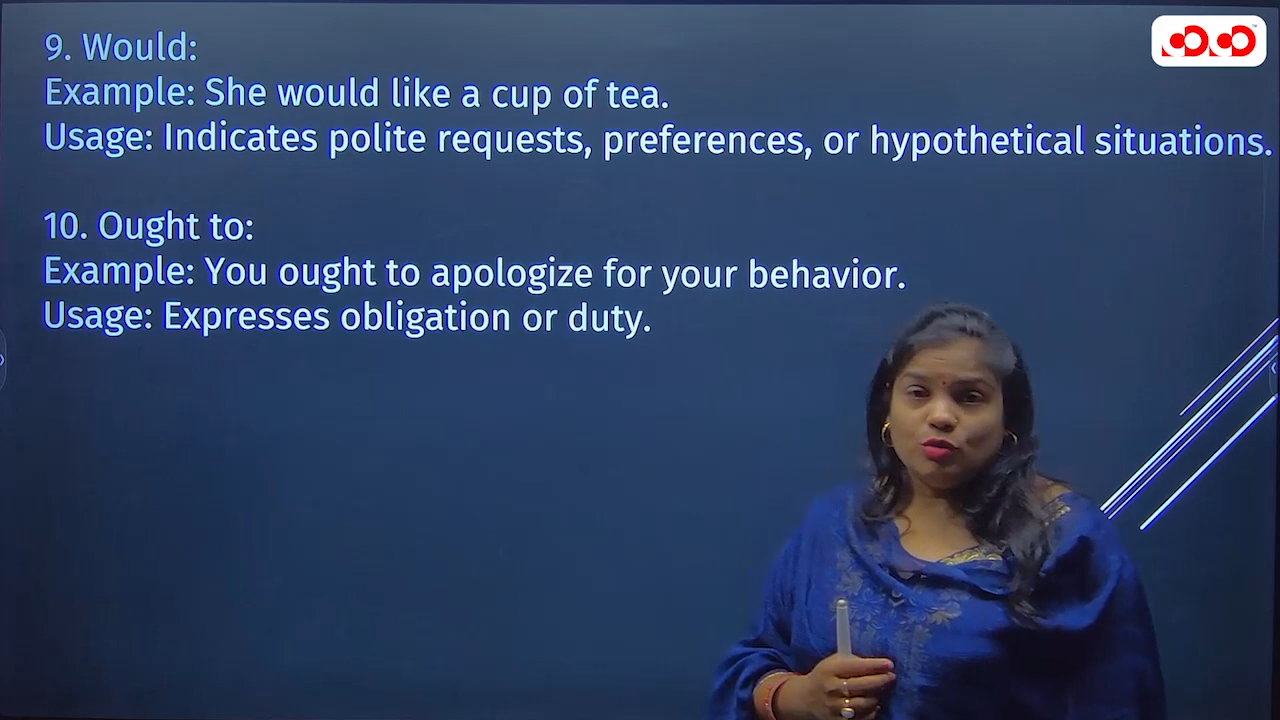 9. Would:
Example: She would like a cup of tea.
Usage: Indicates polite requests, preferences, or hypothetical situations.
10. Ought to:
Example: You ought to apologize for your behavior.
Usage: Expresses obligation or duty.